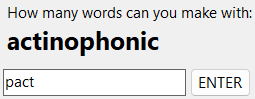 How many words can you make with:
actinophonic
pact
ENTER